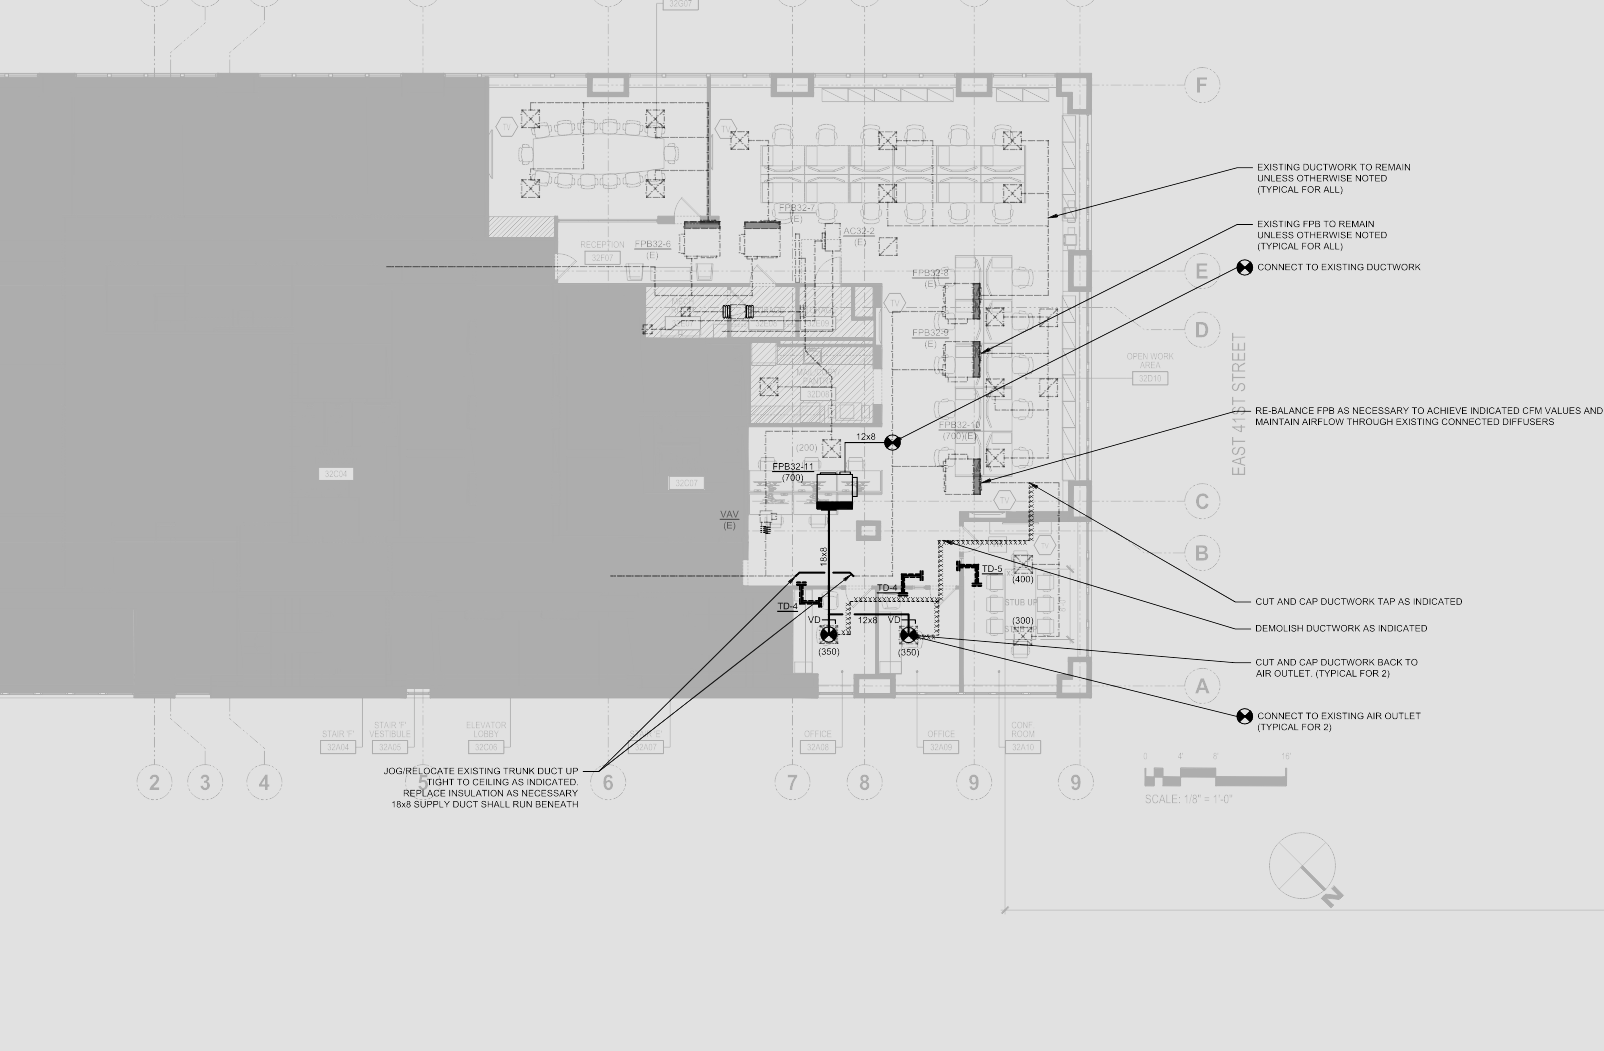 32G07
F
TV
TV
EXISTING DUCTWORK TO REMAIN
UNLESS OTHERWISE NOTED
(TYPICAL FOR ALL)
FPB32-7
(E)
EXISTING FPB TO REMAIN
UNLESS OTHERWISE NOTED
(TYPICAL FOR ALL)
AC32-2
(E)
RECEPTION
32F07
FPB32-6
(E)
CONNECT TO EXISTING DUCTWORK
FPB32-8
(E)
E
TV
D
FPB32-9
(E)
OPEN WORK
AREA
32D10
EAST 41ST STREET
RE-BALANCE FPB AS NECESSARY TO ACHIEVE INDICATED CFM VALUES AND
MAINTAIN AIRFLOW THROUGH EXISTING CONNECTED DIFFUSERS
FPB32-10
(700)(E)
12x8
(200)
FPB32-11
(700)
32C04
32C07
TV
C
VAV
(E)
18x8
B
TV
TD-5
(400)
TD-4
TD-4
STUB UP
CUT AND CAP DUCTWORK TAP AS INDICATED
VD
12x8
VD
(300)
DEMOLISH DUCTWORK AS INDICATED
(350)
(350)
CUT AND CAP DUCTWORK BACK TO
AIR OUTLET. (TYPICAL FOR 2)
A
CONNECT TO EXISTING AIR OUTLET
(TYPICAL FOR 2)
STAIR 'F'
32A04
STAIR 'F'
VESTIBULE
32A05
ELEVATOR
LOBBY
32C06
32A07
OFFICE
32A08
OFFICE
32A09
CONF
ROOM
32A10
JOG/RELOCATE EXISTING TRUNK DUCT UP
TIGHT TO CEILING AS INDICATED.
REPLACE INSULATION AS NECESSARY
18x8 SUPPLY DUCT SHALL RUN BENEATH
2
3
4
5
6
7
8
9
9
0 4' 8' 16'
SCALE: 1/8" = 1'-0"
N